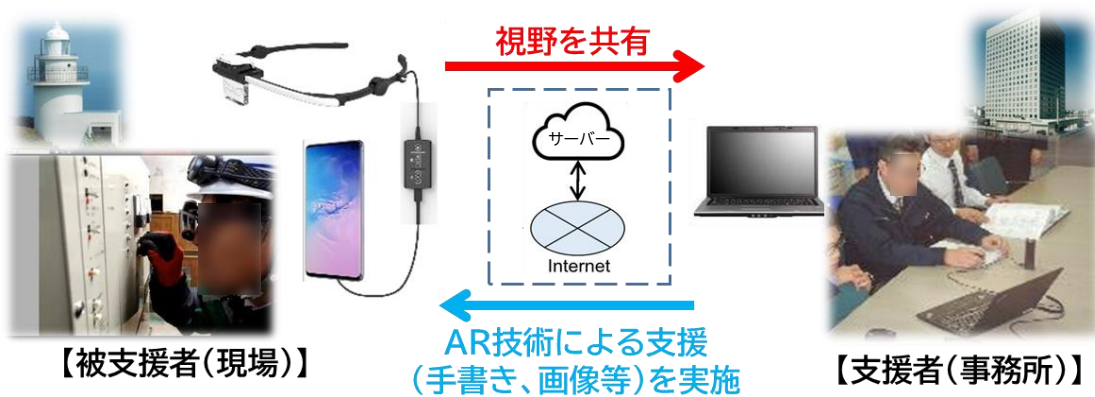 視野を共有
サーバー
Internet
AR技術による支援
(手書き、画像等)を実施
【被支援者(現場)】
【支援者(事務所)】